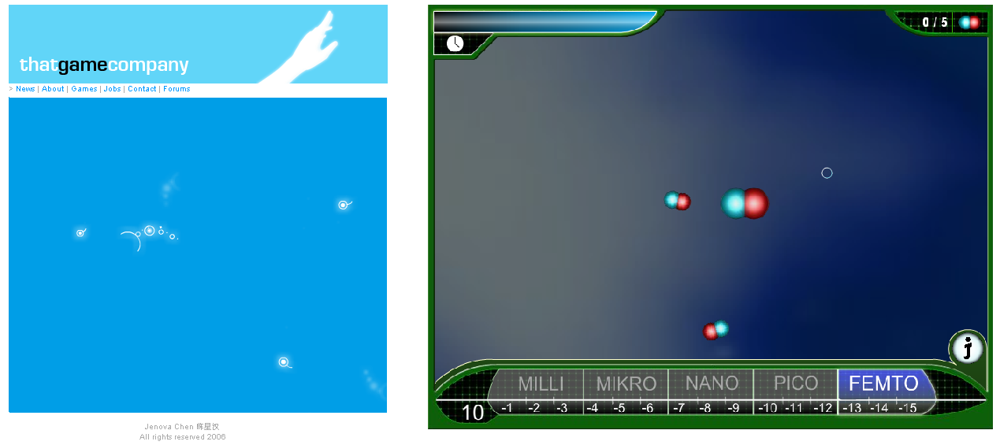 thatgamecompany
> News | About | Games | Jobs | Contact | Forums
Jenova Chen 陈星汉
All rights reserved 2006
0 / 5
j
MILLI MIKRO NANO PICO FEMTO
10 -1 -2 -3 -4 -5 -6 -7 -8 -9 -10 -11 -12 -13 -14 -15